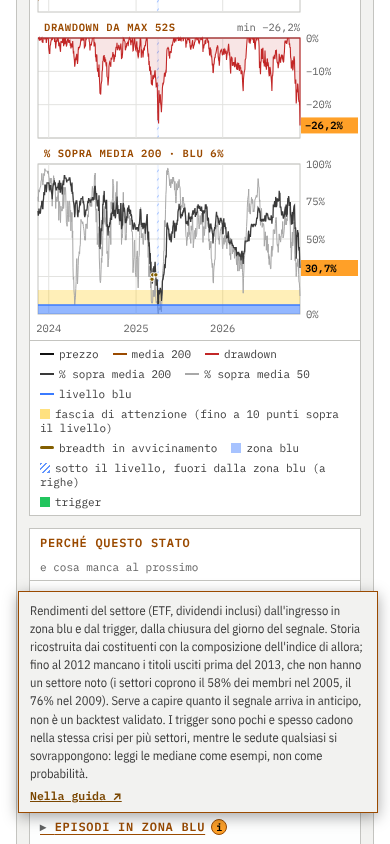 DRAWDOWN DA MAX 52S
min −26,2%
0%
−10%
−20%
−26,2%
% SOPRA MEDIA 200 · BLU 6%
100%
75%
50%
30,7%
0%
2024 2025 2026
prezzo media 200 drawdown
% sopra media 200 % sopra media 50
livello blu
fascia di attenzione (fino a 10 punti sopra
il livello)
breadth in avvicinamento zona blu
sotto il livello, fuori dalla zona blu (a
righe)
trigger
PERCHÉ QUESTO STATO
e cosa manca al prossimo
Rendimenti del settore (ETF, dividendi inclusi) dall'ingresso in
zona blu e dal trigger, dalla chiusura del giorno del segnale. Storia
ricostruita dai costituenti con la composizione dell'indice di allora;
fino al 2012 mancano i titoli usciti prima del 2013, che non hanno
un settore noto (i settori coprono il 58% dei membri nel 2005, il
76% nel 2009). Serve a capire quanto il segnale arriva in anticipo,
non è un backtest validato. I trigger sono pochi e spesso cadono
nella stessa crisi per più settori, mentre le sedute qualsiasi si
sovrappongono: leggi le mediane come esempi, non come
probabilità.
Nella guida ↗
▶ EPISODI IN ZONA BLU i